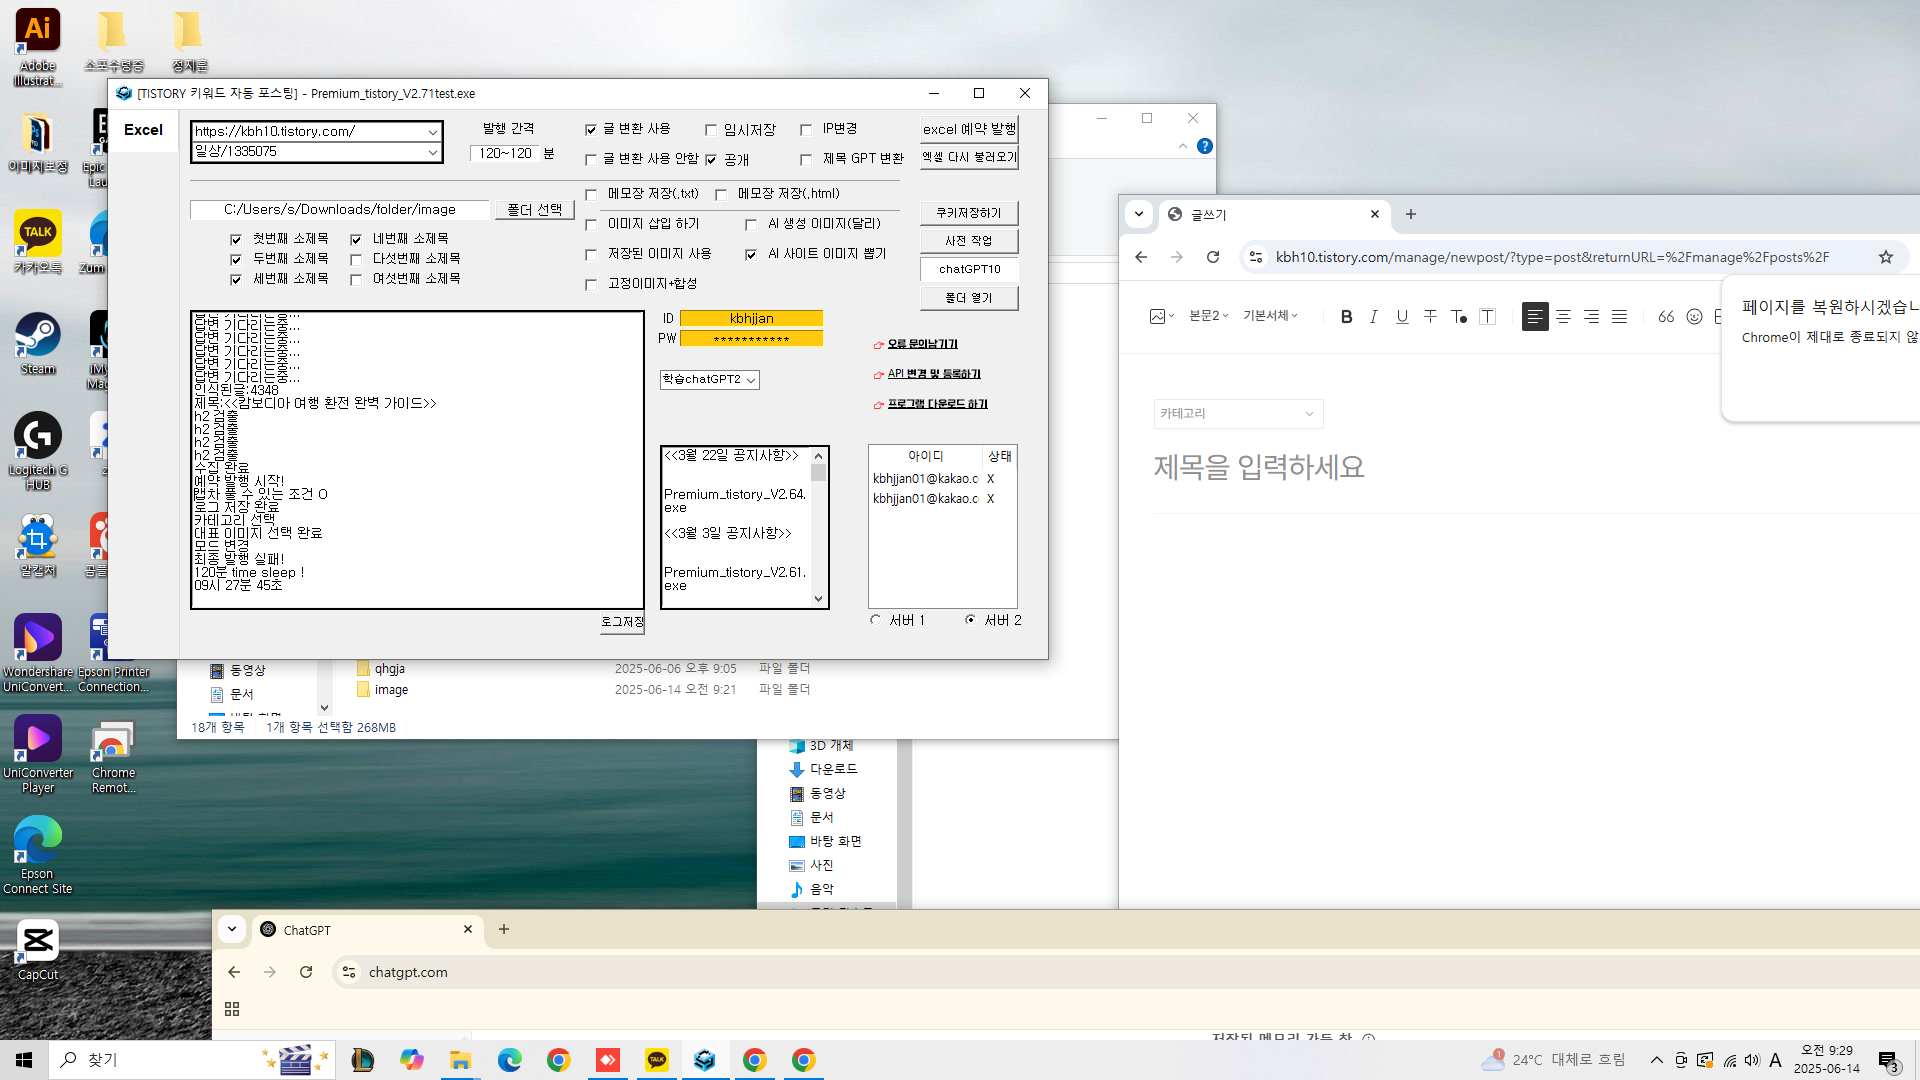 Adobe Illustrat...
소포수령증
정지훈
이미지보정
카카오톡
Steam
Logitech G HUB
알캡처
Wondershare UniConvert...
Epson Printer Connection...
UniConverter Player
Chrome Remot...
Epson Connect Site
CapCut
[TISTORY 키워드 자동 포스팅] - Premium_tistory_V2.71test.exe
Excel
https://kbh10.tistory.com/
일상/1335075
발행 간격
120~120 분
글 변환 사용
임시저장
IP변경
글 변환 사용 안함
공개
제목 GPT 변환
excel 예약 발행
엑셀 다시 불러오기
메모장 저장(.txt)
메모장 저장(.html)
C:/Users/s/Downloads/folder/image
폴더 선택
이미지 삽입 하기
AI 생성 이미지(달리)
저장된 이미지 사용
AI 사이트 이미지 뽑기
고정이미지+합성
쿠키저장하기
사전 작업
chatGPT10
폴더 열기
첫번째 소제목
네번째 소제목
두번째 소제목
다섯번째 소제목
세번째 소제목
여섯번째 소제목
답변 기다리는중...
답변 기다리는중...
답변 기다리는중...
답변 기다리는중...
답변 기다리는중...
인식된글:4348
제목:<<캄보디아 여행 환전 완벽 가이드>>
h2 검출
h2 검출
h2 검출
h2 검출
수집 완료
예약 발행 시작!
캡차 풀 수 있는 조건 O
로그 저장 완료
카테고리 선택
대표 이미지 선택 완료
모드 변경
최종 발행 실패!
120분 time sleep !
09시 27분 45초
로그저장
ID kbhjjan
PW ***********
학습chatGPT2
오류 문의남기기
API 변경 및 등록하기
프로그램 다운로드 하기
<<3월 22일 공지사항>>
Premium_tistory_V2.64.
exe
<<3월 3일 공지사항>>
Premium_tistory_V2.61.
exe
아이디 상태
kbhjjan01@kakao.c X
kbhjjan01@kakao.c X
서버 1
서버 2
동영상
문서
qhgja 2025-06-06 오후 9:05 파일 폴더
image 2025-06-14 오전 9:21 파일 폴더
18개 항목 1개 항목 선택함 268MB
3D 개체
다운로드
동영상
문서
바탕 화면
사진
음악
글쓰기
kbh10.tistory.com/manage/newpost/?type=post&returnURL=%2Fmanage%2Fposts%2F
본문2
기본서체
페이지를 복원하시겠습니
Chrome이 제대로 종료되지 않
카테고리
제목을 입력하세요
ChatGPT
chatgpt.com
저장된 메모리 가득 참
찾기
24°C 대체로 흐림
A
오전 9:29
2025-06-14
3